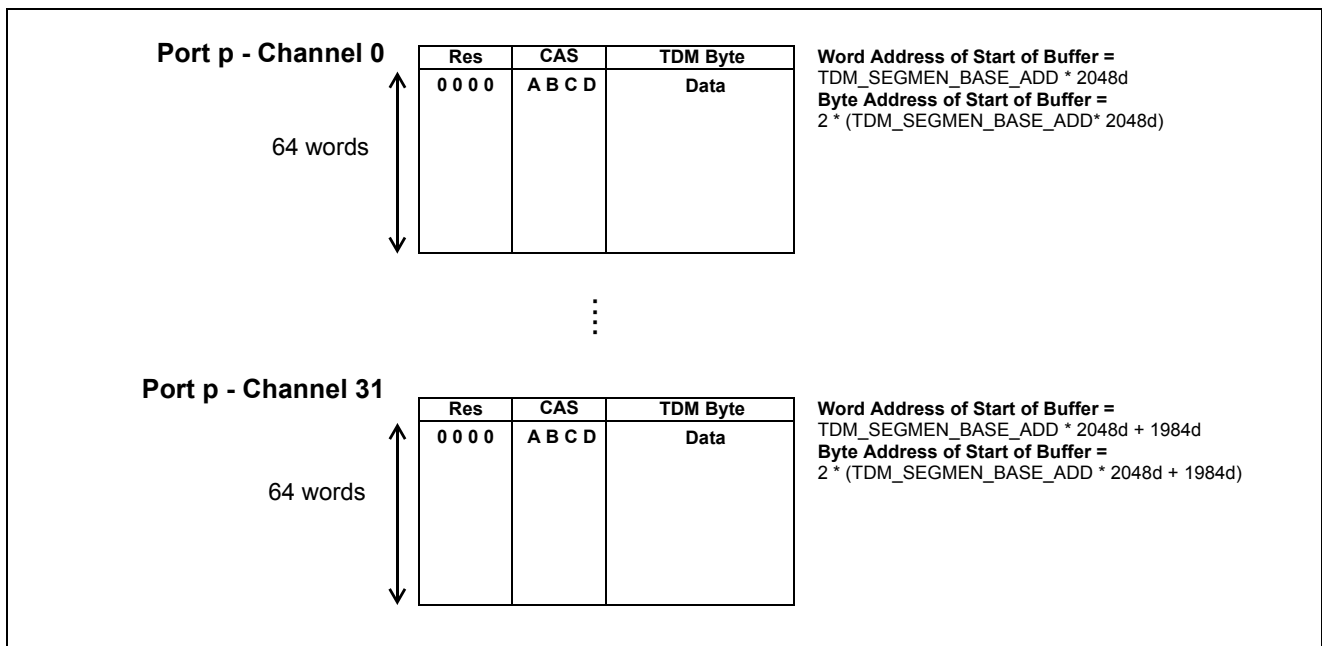 Port p - Channel 0
Res CAS TDM Byte
0 0 0 0 A B C D Data
64 words
Word Address of Start of Buffer =
TDM_SEGMEN_BASE_ADD * 2048d
Byte Address of Start of Buffer =
2 * (TDM_SEGMEN_BASE_ADD* 2048d)
Port p - Channel 31
Res CAS TDM Byte
0 0 0 0 A B C D Data
64 words
Word Address of Start of Buffer =
TDM_SEGMEN_BASE_ADD * 2048d + 1984d
Byte Address of Start of Buffer =
2 * (TDM_SEGMEN_BASE_ADD * 2048d + 1984d)